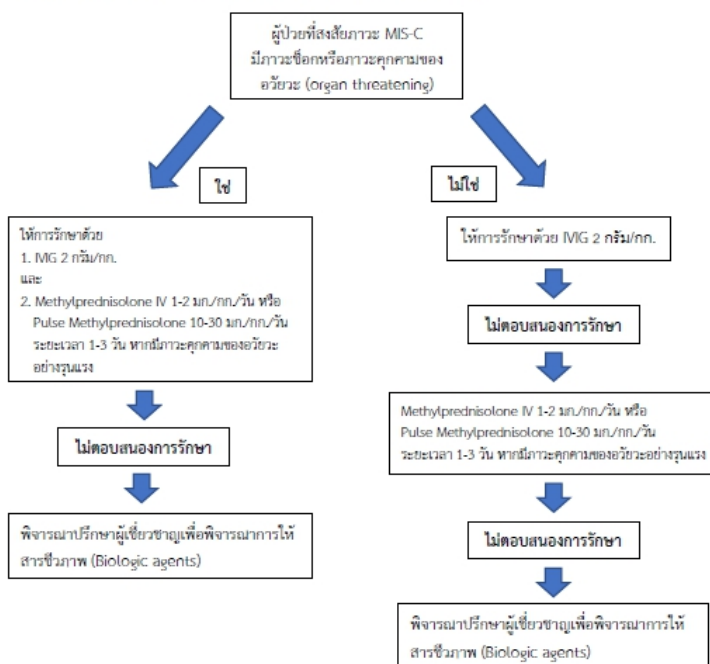 ผู้ป่วยที่สงสัยภาวะ MIS-C
มีภาวะช็อกหรือภาวะคุกคามของ
อวัยวะ (organ threatening)
ใช่
ไม่ใช่
ให้การรักษาด้วย
1. IVIG 2 กรัม/กก.
และ
2. Methylprednisolone IV 1-2 มก./กก./วัน หรือ
Pulse Methylprednisolone 10-30 มก./กก./วัน
ระยะเวลา 1-3 วัน หากมีภาวะคุกคามของอวัยวะ
อย่างรุนแรง
ไม่ตอบสนองการรักษา
พิจารณาปรึกษาผู้เชี่ยวชาญเพื่อพิจารณาการให้
สารชีวภาพ (Biologic agents)
ให้การรักษาด้วย IVIG 2 กรัม/กก.
ไม่ตอบสนองการรักษา
Methylprednisolone IV 1-2 มก./กก./วัน หรือ
Pulse Methylprednisolone 10-30 มก./กก./วัน
ระยะเวลา 1-3 วัน หากมีภาวะคุกคามของอวัยวะอย่างรุนแรง
ไม่ตอบสนองการรักษา
พิจารณาปรึกษาผู้เชี่ยวชาญเพื่อพิจารณาการให้
สารชีวภาพ (Biologic agents)